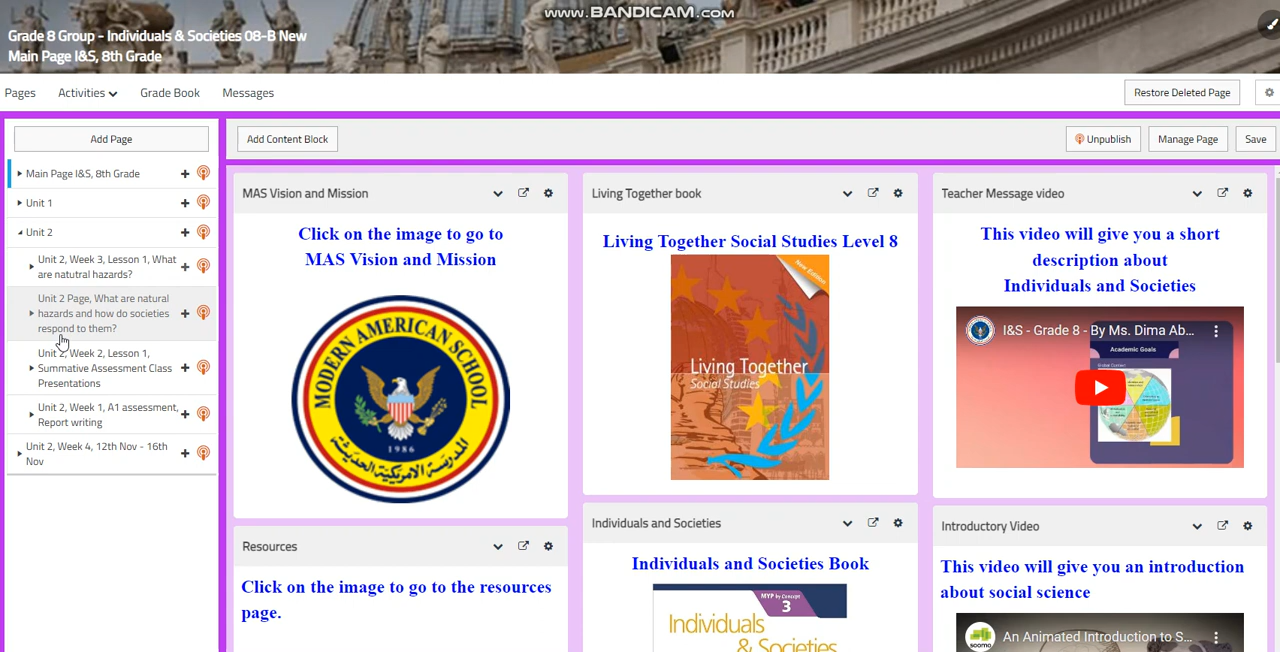 www.BANDICAM.com
Grade 8 Group - Individuals & Societies 08-B New
Main Page I&S, 8th Grade
Pages
Activities
Grade Book
Messages
Restore Deleted Page
Add Page
Add Content Block
Unpublish
Manage Page
Save
Main Page I&S, 8th Grade
Unit 1
Unit 2
Unit 2, Week 3, Lesson 1, What
are natutral hazards?
Unit 2 Page, What are natural
hazards and how do societies
respond to them?
Unit 2, Week 2, Lesson 1,
Summative Assessment Class
Presentations
Unit 2, Week 1, A1 assessment,
Report writing
Unit 2, Week 4, 12th Nov - 16th
Nov
MAS Vision and Mission
Click on the image to go to
MAS Vision and Mission
MODERN AMERICAN SCHOOL
1986
المدرسة الامريكية الحديثة
Resources
Click on the image to go to the resources
page.
Living Together book
Living Together Social Studies Level 8
New Edition
Living Together
Social Studies
Individuals and Societies
Individuals and Societies Book
MYP by Concept
3
Individuals
& Societies
Teacher Message video
This video will give you a short
description about
Individuals and Societies
I&S - Grade 8 - By Ms. Dima Ab...
Academic Goals
Introductory Video
This video will give you an introduction
about social science
soomo
An Animated Introduction to S...